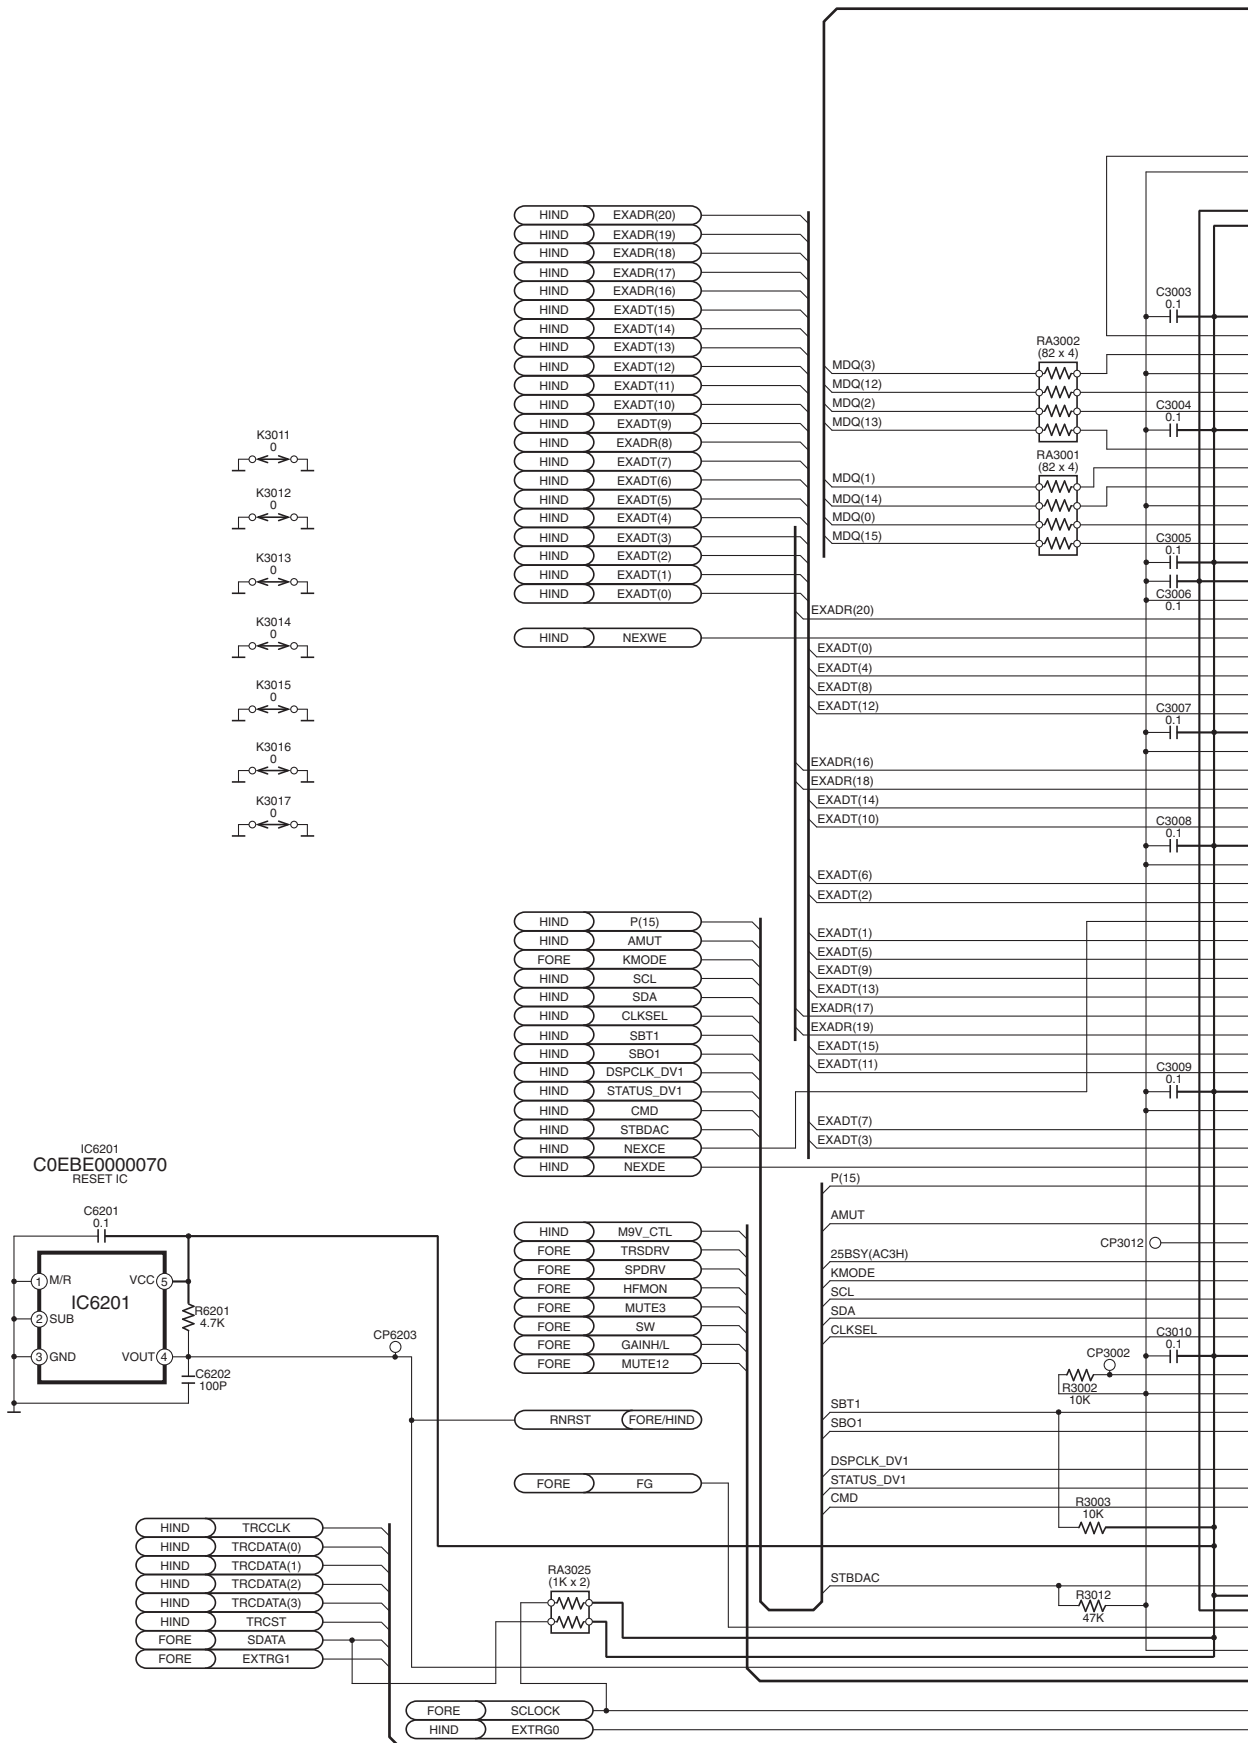 HIND EXADR(20)
HIND EXADR(19)
HIND EXADR(18)
HIND EXADR(17)
HIND EXADR(16)
HIND EXADT(15)
HIND EXADT(14)
HIND EXADT(13)
HIND EXADT(12)
HIND EXADT(11)
HIND EXADT(10)
HIND EXADT(9)
HIND EXADR(8)
HIND EXADT(7)
HIND EXADT(6)
HIND EXADT(5)
HIND EXADT(4)
HIND EXADT(3)
HIND EXADT(2)
HIND EXADT(1)
HIND EXADT(0)
HIND NEXWE
C3003
0.1
RA3002
(82 x 4)
MDQ(3)
MDQ(12)
MDQ(2)
MDQ(13)
C3004
0.1
RA3001
(82 x 4)
MDQ(1)
MDQ(14)
MDQ(0)
MDQ(15)
C3005
0.1
C3006
0.1
K3011
0
K3012
0
K3013
0
K3014
0
K3015
0
K3016
0
K3017
0
EXADR(20)
EXADT(0)
EXADT(4)
EXADT(8)
EXADT(12)
C3007
0.1
EXADR(16)
EXADR(18)
EXADT(14)
EXADT(10)
C3008
0.1
EXADT(6)
EXADT(2)
EXADT(1)
EXADT(5)
EXADT(9)
EXADT(13)
EXADR(17)
EXADR(19)
EXADT(15)
EXADT(11)
C3009
0.1
EXADT(7)
EXADT(3)
HIND P(15)
HIND AMUT
FORE KMODE
HIND SCL
HIND SDA
HIND CLKSEL
HIND SBT1
HIND SBO1
HIND DSPCLK_DV1
HIND STATUS_DV1
HIND CMD
HIND STBDAC
HIND NEXCE
HIND NEXDE
IC6201
C0EBE0000070
RESET IC
C6201
0.1
1 M/R
VCC 5
IC6201
2 SUB
3 GND
VOUT 4
R6201
4.7K
C6202
100P
CP6203
HIND M9V_CTL
FORE TRSDRV
FORE SPDRV
FORE HFMON
FORE MUTE3
FORE SW
FORE GAINH/L
FORE MUTE12
RNRST FORE/HIND
FORE FG
P(15)
AMUT
CP3012
25BSY(AC3H)
KMODE
SCL
SDA
CLKSEL
C3010
0.1
CP3002
R3002
10K
SBT1
SBO1
DSPCLK_DV1
STATUS_DV1
CMD
R3003
10K
STBDAC
R3012
47K
HIND TRCCLK
HIND TRCDATA(0)
HIND TRCDATA(1)
HIND TRCDATA(2)
HIND TRCDATA(3)
HIND TRCST
FORE SDATA
FORE EXTRG1
RA3025
(1K x 2)
FORE SCLOCK
HIND EXTRG0